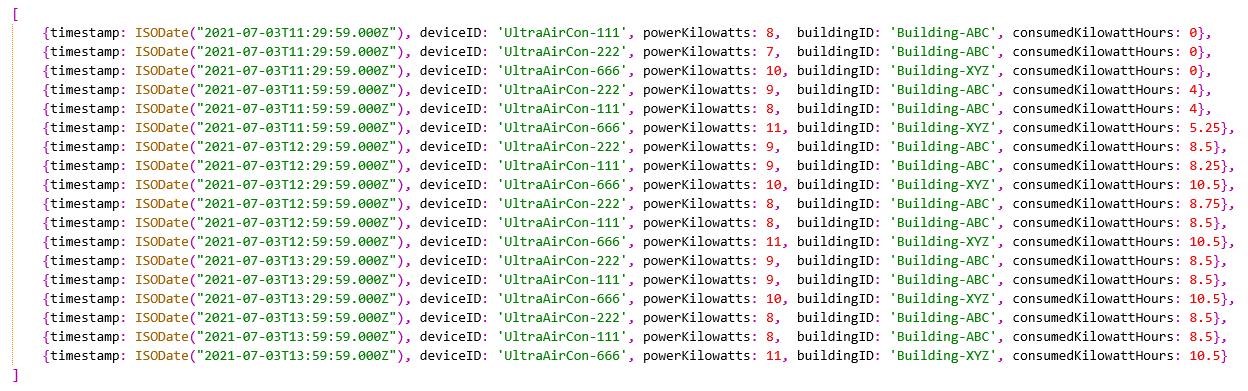 [
{timestamp: ISODate("2021-07-03T11:29:59.000Z"), deviceID: 'UltraAirCon-111', powerKilowatts: 8,  buildingID: 'Building-ABC', consumedKilowattHours: 0},
{timestamp: ISODate("2021-07-03T11:29:59.000Z"), deviceID: 'UltraAirCon-222', powerKilowatts: 7,  buildingID: 'Building-ABC', consumedKilowattHours: 0},
{timestamp: ISODate("2021-07-03T11:29:59.000Z"), deviceID: 'UltraAirCon-666', powerKilowatts: 10, buildingID: 'Building-XYZ', consumedKilowattHours: 0},
{timestamp: ISODate("2021-07-03T11:59:59.000Z"), deviceID: 'UltraAirCon-222', powerKilowatts: 9,  buildingID: 'Building-ABC', consumedKilowattHours: 4},
{timestamp: ISODate("2021-07-03T11:59:59.000Z"), deviceID: 'UltraAirCon-111', powerKilowatts: 8,  buildingID: 'Building-ABC', consumedKilowattHours: 4},
{timestamp: ISODate("2021-07-03T11:59:59.000Z"), deviceID: 'UltraAirCon-666', powerKilowatts: 11, buildingID: 'Building-XYZ', consumedKilowattHours: 5.25},
{timestamp: ISODate("2021-07-03T12:29:59.000Z"), deviceID: 'UltraAirCon-222', powerKilowatts: 9,  buildingID: 'Building-ABC', consumedKilowattHours: 8.5},
{timestamp: ISODate("2021-07-03T12:29:59.000Z"), deviceID: 'UltraAirCon-111', powerKilowatts: 9,  buildingID: 'Building-ABC', consumedKilowattHours: 8.25},
{timestamp: ISODate("2021-07-03T12:29:59.000Z"), deviceID: 'UltraAirCon-666', powerKilowatts: 10, buildingID: 'Building-XYZ', consumedKilowattHours: 10.5},
{timestamp: ISODate("2021-07-03T12:59:59.000Z"), deviceID: 'UltraAirCon-222', powerKilowatts: 8,  buildingID: 'Building-ABC', consumedKilowattHours: 8.75},
{timestamp: ISODate("2021-07-03T12:59:59.000Z"), deviceID: 'UltraAirCon-111', powerKilowatts: 8,  buildingID: 'Building-ABC', consumedKilowattHours: 8.5},
{timestamp: ISODate("2021-07-03T12:59:59.000Z"), deviceID: 'UltraAirCon-666', powerKilowatts: 11, buildingID: 'Building-XYZ', consumedKilowattHours: 10.5},
{timestamp: ISODate("2021-07-03T13:29:59.000Z"), deviceID: 'UltraAirCon-222', powerKilowatts: 9,  buildingID: 'Building-ABC', consumedKilowattHours: 8.5},
{timestamp: ISODate("2021-07-03T13:29:59.000Z"), deviceID: 'UltraAirCon-111', powerKilowatts: 9,  buildingID: 'Building-ABC', consumedKilowattHours: 8.5},
{timestamp: ISODate("2021-07-03T13:29:59.000Z"), deviceID: 'UltraAirCon-666', powerKilowatts: 10, buildingID: 'Building-XYZ', consumedKilowattHours: 10.5},
{timestamp: ISODate("2021-07-03T13:59:59.000Z"), deviceID: 'UltraAirCon-222', powerKilowatts: 8,  buildingID: 'Building-ABC', consumedKilowattHours: 8.5},
{timestamp: ISODate("2021-07-03T13:59:59.000Z"), deviceID: 'UltraAirCon-111', powerKilowatts: 8,  buildingID: 'Building-ABC', consumedKilowattHours: 8.5},
{timestamp: ISODate("2021-07-03T13:59:59.000Z"), deviceID: 'UltraAirCon-666', powerKilowatts: 11, buildingID: 'Building-XYZ', consumedKilowattHours: 10.5}
]